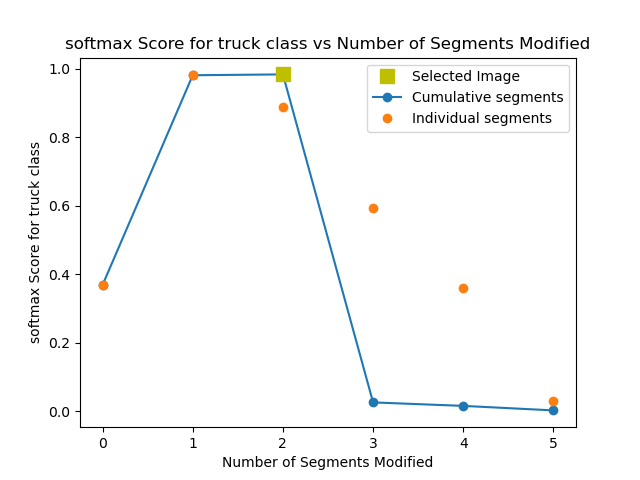 softmax Score for truck class vs Number of Segments Modified
1.0
0.8
0.6
0.4
0.2
0.0
softmax Score for truck class
Selected Image
Cumulative segments
Individual segments
0 1 2 3 4 5
Number of Segments Modified